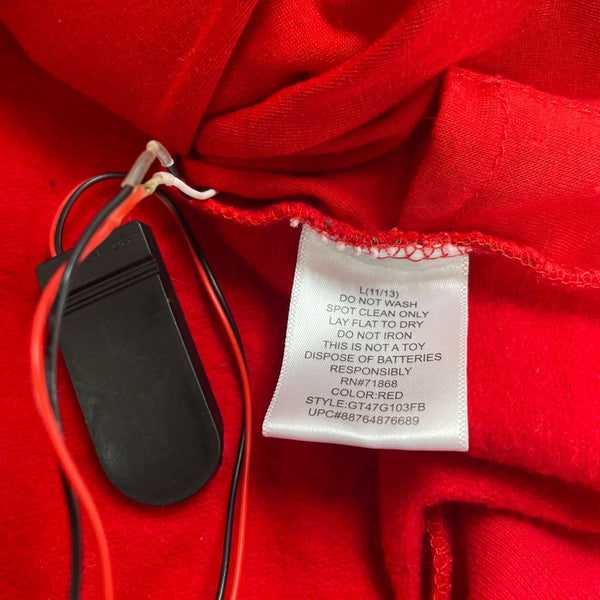 L(11/13)
DO NOT WASH
SPOT CLEAN ONLY
LAY FLAT TO DRY
DO NOT IRON
THIS IS NOT A TOY
DISPOSE OF BATTERIES
RESPONSIBLY
RN#71868
COLOR:RED
STYLE:GT47G103FB
UPC#88764876689